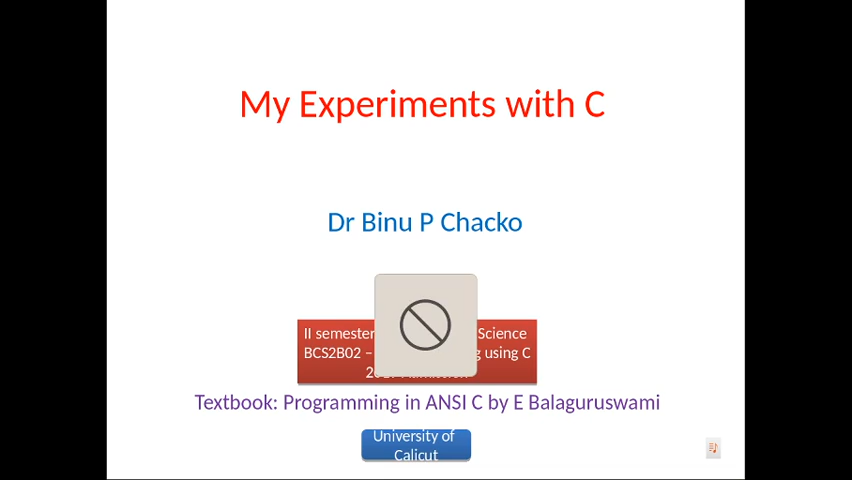 My Experiments with C
Dr Binu P Chacko
II semester Science
BCS2B02 – using C
Textbook: Programming in ANSI C by E Balaguruswami
University of
Calicut